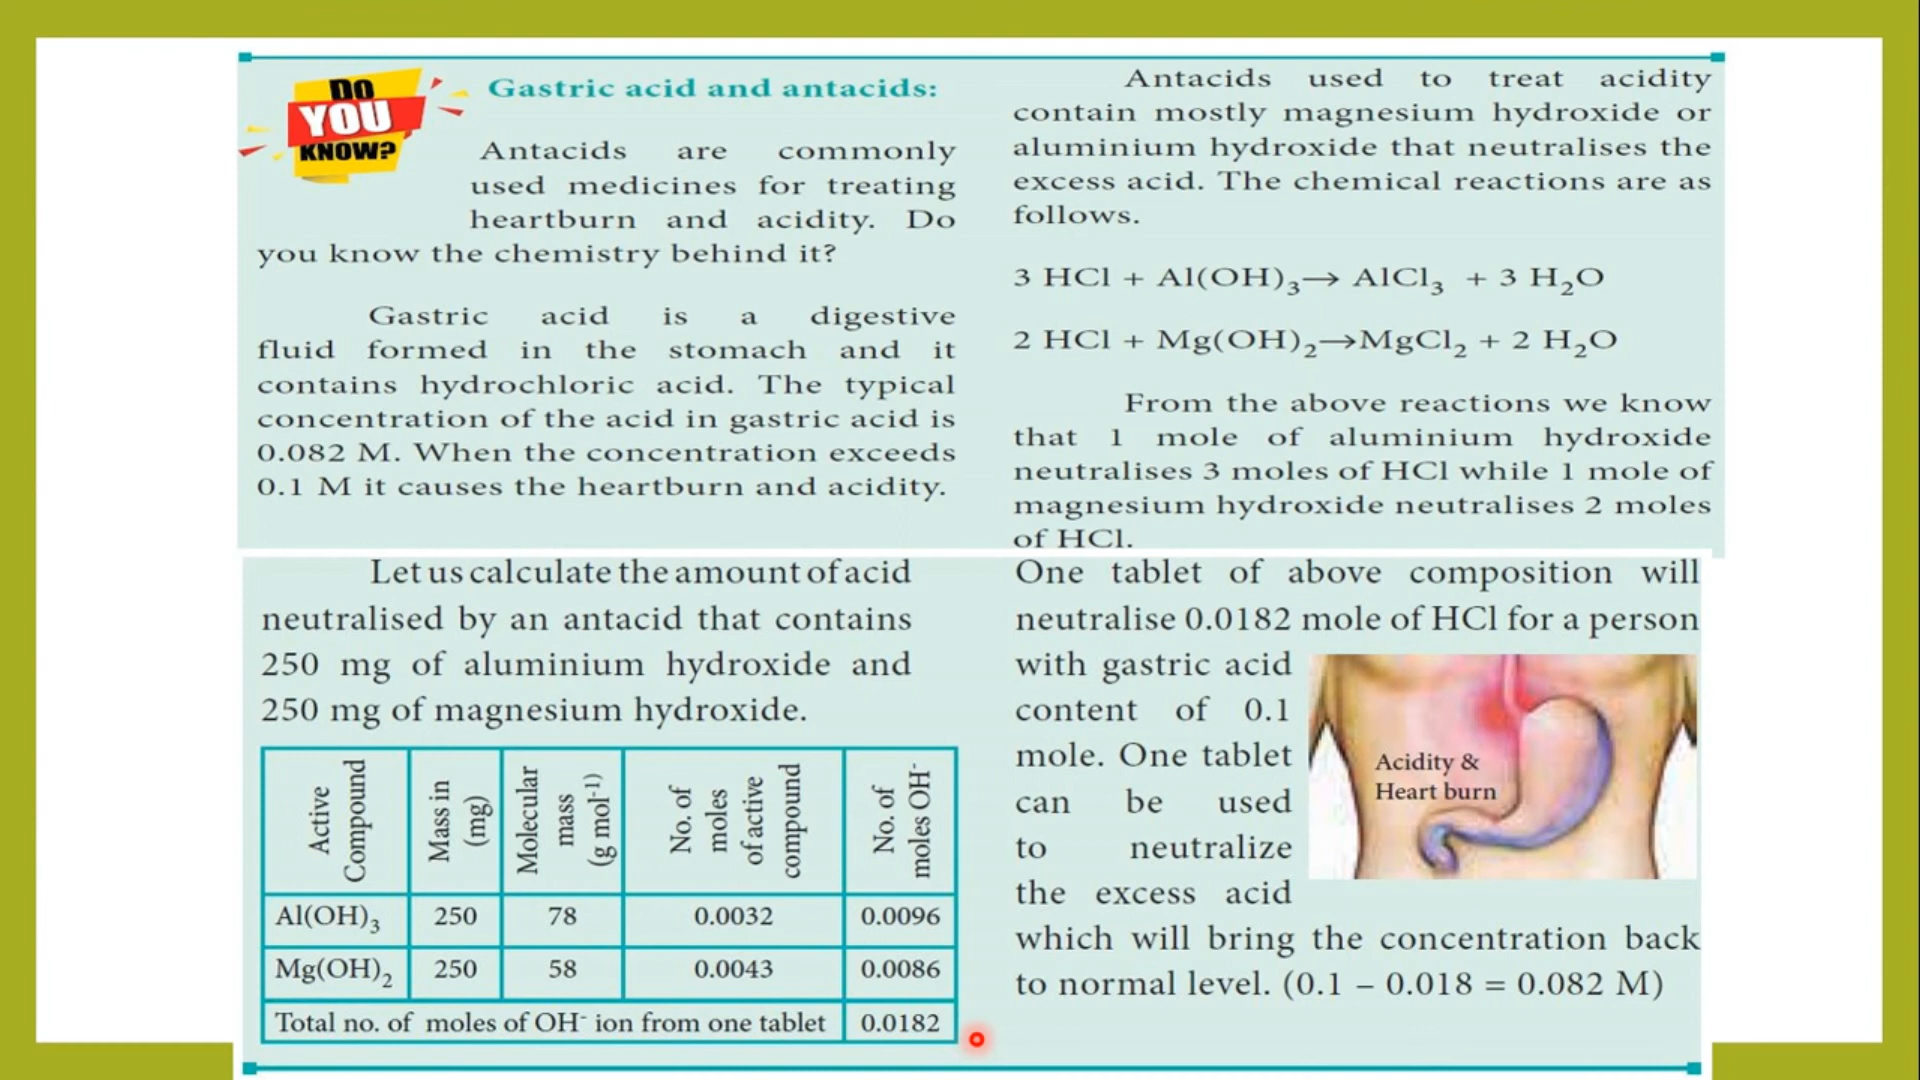 DO
YOU
KNOW?
Gastric acid and antacids:
Antacids are commonly
used medicines for treating
heartburn and acidity. Do
you know the chemistry behind it?
Gastric acid is a digestive
fluid formed in the stomach and it
contains hydrochloric acid. The typical
concentration of the acid in gastric acid is
0.082 M. When the concentration exceeds
0.1 M it causes the heartburn and acidity.
Antacids used to treat acidity
contain mostly magnesium hydroxide or
aluminium hydroxide that neutralises the
excess acid. The chemical reactions are as
follows.
3 HCl + Al(OH)₃→ AlCl₃ + 3 H₂O
2 HCl + Mg(OH)₂→MgCl₂ + 2 H₂O
From the above reactions we know
that 1 mole of aluminium hydroxide
neutralises 3 moles of HCl while 1 mole of
magnesium hydroxide neutralises 2 moles
of HCl.
Let us calculate the amount of acid
neutralised by an antacid that contains
250 mg of aluminium hydroxide and
250 mg of magnesium hydroxide.
Active
Compound
Mass in
(mg)
Molecular
mass
(g mol⁻¹)
No. of
moles
of active
compound
No. of
moles OH⁻
Al(OH)₃ 250 78 0.0032 0.0096
Mg(OH)₂ 250 58 0.0043 0.0086
Total no. of moles of OH⁻ ion from one tablet 0.0182
One tablet of above composition will
neutralise 0.0182 mole of HCl for a person
with gastric acid
content of 0.1
mole. One tablet
can be used
to neutralize
the excess acid
which will bring the concentration back
to normal level. (0.1 – 0.018 = 0.082 M)
Acidity &
Heart burn